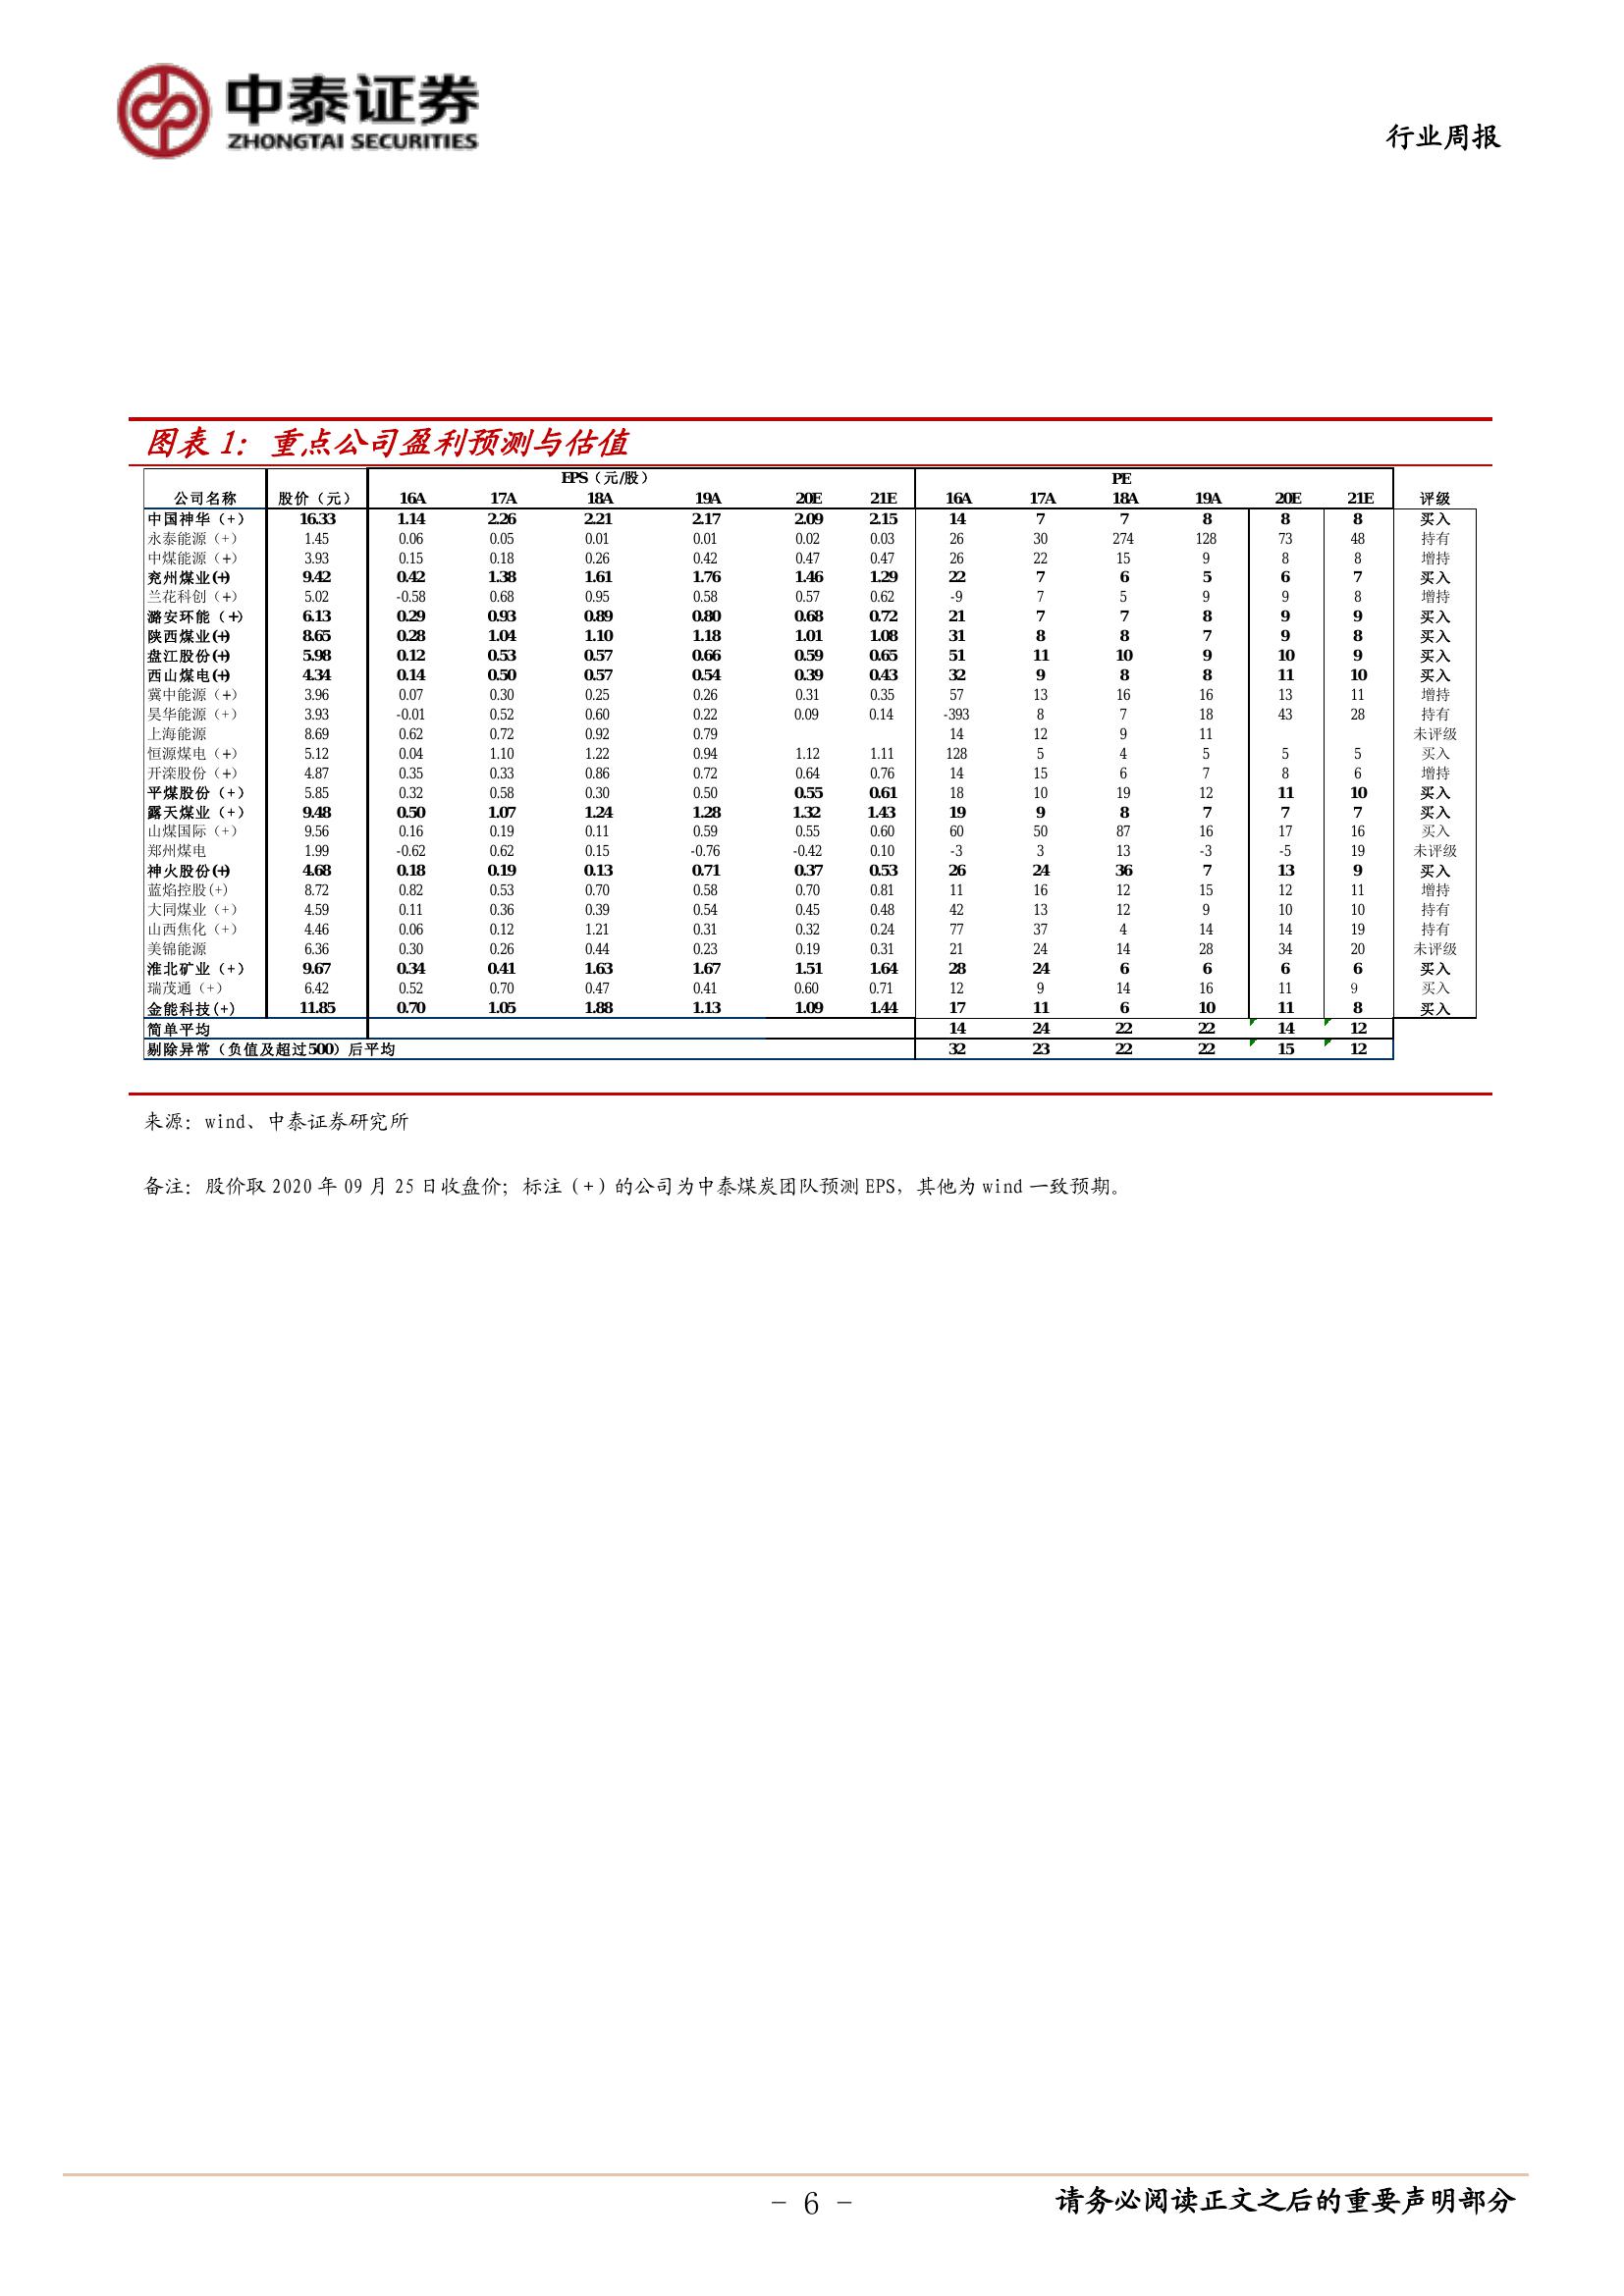 中泰证券
ZHONGTAI SECURITIES
行业周报
图表 1：重点公司盈利预测与估值
EPS（元/股） PE
公司名称 股价（元） 16A 17A 18A 19A 20E 21E 16A 17A 18A 19A 20E 21E 评级
中国神华（+） 16.33 1.14 2.26 2.21 2.17 2.09 2.15 14 7 7 8 8 8 买入
永泰能源（+） 1.45 0.06 0.05 0.01 0.01 0.02 0.03 26 30 274 128 73 48 持有
中煤能源（+） 3.93 0.15 0.18 0.26 0.42 0.47 0.47 26 22 15 9 8 8 增持
兖州煤业(+) 9.42 0.42 1.38 1.61 1.76 1.46 1.29 22 7 6 5 6 7 买入
兰花科创（+） 5.02 -0.58 0.68 0.95 0.58 0.57 0.62 -9 7 5 9 9 8 增持
潞安环能（+） 6.13 0.29 0.93 0.89 0.80 0.68 0.72 21 7 7 8 9 9 买入
陕西煤业(+) 8.65 0.28 1.04 1.10 1.18 1.01 1.08 31 8 8 7 9 8 买入
盘江股份(+) 5.98 0.12 0.53 0.57 0.66 0.59 0.65 51 11 10 9 10 9 买入
西山煤电(+) 4.34 0.14 0.50 0.57 0.54 0.39 0.43 32 9 8 8 11 10 买入
冀中能源（+） 3.96 0.07 0.30 0.25 0.26 0.31 0.35 57 13 16 16 13 11 增持
昊华能源（+） 3.93 -0.01 0.52 0.60 0.22 0.09 0.14 -393 8 7 18 43 28 持有
上海能源 8.69 0.62 0.72 0.92 0.79 14 12 9 11 未评级
恒源煤电（+） 5.12 0.04 1.10 1.22 0.94 1.12 1.11 128 5 4 5 5 5 买入
开滦股份（+） 4.87 0.35 0.33 0.86 0.72 0.64 0.76 14 15 6 7 8 6 增持
平煤股份（+） 5.85 0.32 0.58 0.30 0.50 0.55 0.61 18 10 19 12 11 10 买入
露天煤业（+） 9.48 0.50 1.07 1.24 1.28 1.32 1.43 19 9 8 7 7 7 买入
山煤国际（+） 9.56 0.16 0.19 0.11 0.59 0.55 0.60 60 50 87 16 17 16 买入
郑州煤电 1.99 -0.62 0.62 0.15 -0.76 -0.42 0.10 -3 3 13 -3 -5 19 未评级
神火股份(+) 4.68 0.18 0.19 0.13 0.71 0.37 0.53 26 24 36 7 13 9 买入
蓝焰控股(+) 8.72 0.82 0.53 0.70 0.58 0.70 0.81 11 16 12 15 12 11 增持
大同煤业（+） 4.59 0.11 0.36 0.39 0.54 0.45 0.48 42 13 12 9 10 10 持有
山西焦化（+） 4.46 0.06 0.12 1.21 0.31 0.32 0.24 77 37 4 14 14 19 持有
美锦能源 6.36 0.30 0.26 0.44 0.23 0.19 0.31 21 24 14 28 34 20 未评级
淮北矿业（+） 9.67 0.34 0.41 1.63 1.67 1.51 1.64 28 24 6 6 6 6 买入
瑞茂通（+） 6.42 0.52 0.70 0.47 0.41 0.60 0.71 12 9 14 16 11 9 买入
金能科技(+) 11.85 0.70 1.05 1.88 1.13 1.09 1.44 17 11 6 10 11 8 买入
简单平均 14 24 22 22 14 12
剔除异常（负值及超过500）后平均 32 23 22 22 15 12
来源：wind、中泰证券研究所
备注：股价取 2020 年 09 月 25 日收盘价；标注（+）的公司为中泰煤炭团队预测 EPS，其他为 wind 一致预期。
- 6 -
请务必阅读正文之后的重要声明部分